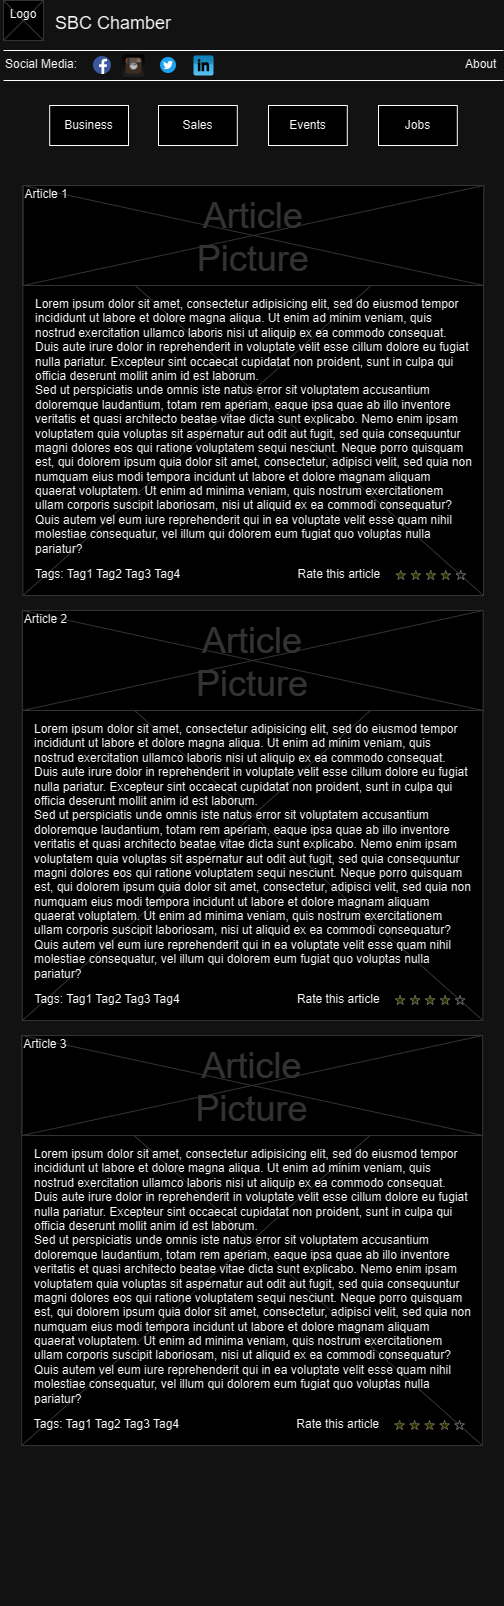 Logo
SBC Chamber
Social Media:
About
Business
Sales
Events
Jobs
Article 1
Article
Picture
Lorem ipsum dolor sit amet, consectetur adipisicing elit, sed do eiusmod tempor
incididunt ut labore et dolore magna aliqua. Ut enim ad minim veniam, quis
nostrud exercitation ullamco laboris nisi ut aliquip ex ea commodo consequat.
Duis aute irure dolor in reprehenderit in voluptate velit esse cillum dolore eu fugiat
nulla pariatur. Excepteur sint occaecat cupidatat non proident, sunt in culpa qui
officia deserunt mollit anim id est laborum.
Sed ut perspiciatis unde omnis iste natus error sit voluptatem accusantium
doloremque laudantium, totam rem aperiam, eaque ipsa quae ab illo inventore
veritatis et quasi architecto beatae vitae dicta sunt explicabo. Nemo enim ipsam
voluptatem quia voluptas sit aspernatur aut odit aut fugit, sed quia consequuntur
magni dolores eos qui ratione voluptatem sequi nesciunt. Neque porro quisquam
est, qui dolorem ipsum quia dolor sit amet, consectetur, adipisci velit, sed quia non
numquam eius modi tempora incidunt ut labore et dolore magnam aliquam
quaerat voluptatem. Ut enim ad minima veniam, quis nostrum exercitationem
ullam corporis suscipit laboriosam, nisi ut aliquid ex ea commodi consequatur?
Quis autem vel eum iure reprehenderit qui in ea voluptate velit esse quam nihil
molestiae consequatur, vel illum qui dolorem eum fugiat quo voluptas nulla
pariatur?
Tags: Tag1 Tag2 Tag3 Tag4
Rate this article
Article 2
Article
Picture
Lorem ipsum dolor sit amet, consectetur adipisicing elit, sed do eiusmod tempor
incididunt ut labore et dolore magna aliqua. Ut enim ad minim veniam, quis
nostrud exercitation ullamco laboris nisi ut aliquip ex ea commodo consequat.
Duis aute irure dolor in reprehenderit in voluptate velit esse cillum dolore eu fugiat
nulla pariatur. Excepteur sint occaecat cupidatat non proident, sunt in culpa qui
officia deserunt mollit anim id est laborum.
Sed ut perspiciatis unde omnis iste natus error sit voluptatem accusantium
doloremque laudantium, totam rem aperiam, eaque ipsa quae ab illo inventore
veritatis et quasi architecto beatae vitae dicta sunt explicabo. Nemo enim ipsam
voluptatem quia voluptas sit aspernatur aut odit aut fugit, sed quia consequuntur
magni dolores eos qui ratione voluptatem sequi nesciunt. Neque porro quisquam
est, qui dolorem ipsum quia dolor sit amet, consectetur, adipisci velit, sed quia non
numquam eius modi tempora incidunt ut labore et dolore magnam aliquam
quaerat voluptatem. Ut enim ad minima veniam, quis nostrum exercitationem
ullam corporis suscipit laboriosam, nisi ut aliquid ex ea commodi consequatur?
Quis autem vel eum iure reprehenderit qui in ea voluptate velit esse quam nihil
molestiae consequatur, vel illum qui dolorem eum fugiat quo voluptas nulla
pariatur?
Tags: Tag1 Tag2 Tag3 Tag4
Rate this article
Article 3
Article
Picture
Lorem ipsum dolor sit amet, consectetur adipisicing elit, sed do eiusmod tempor
incididunt ut labore et dolore magna aliqua. Ut enim ad minim veniam, quis
nostrud exercitation ullamco laboris nisi ut aliquip ex ea commodo consequat.
Duis aute irure dolor in reprehenderit in voluptate velit esse cillum dolore eu fugiat
nulla pariatur. Excepteur sint occaecat cupidatat non proident, sunt in culpa qui
officia deserunt mollit anim id est laborum.
Sed ut perspiciatis unde omnis iste natus error sit voluptatem accusantium
doloremque laudantium, totam rem aperiam, eaque ipsa quae ab illo inventore
veritatis et quasi architecto beatae vitae dicta sunt explicabo. Nemo enim ipsam
voluptatem quia voluptas sit aspernatur aut odit aut fugit, sed quia consequuntur
magni dolores eos qui ratione voluptatem sequi nesciunt. Neque porro quisquam
est, qui dolorem ipsum quia dolor sit amet, consectetur, adipisci velit, sed quia non
numquam eius modi tempora incidunt ut labore et dolore magnam aliquam
quaerat voluptatem. Ut enim ad minima veniam, quis nostrum exercitationem
ullam corporis suscipit laboriosam, nisi ut aliquid ex ea commodi consequatur?
Quis autem vel eum iure reprehenderit qui in ea voluptate velit esse quam nihil
molestiae consequatur, vel illum qui dolorem eum fugiat quo voluptas nulla
pariatur?
Tags: Tag1 Tag2 Tag3 Tag4
Rate this article